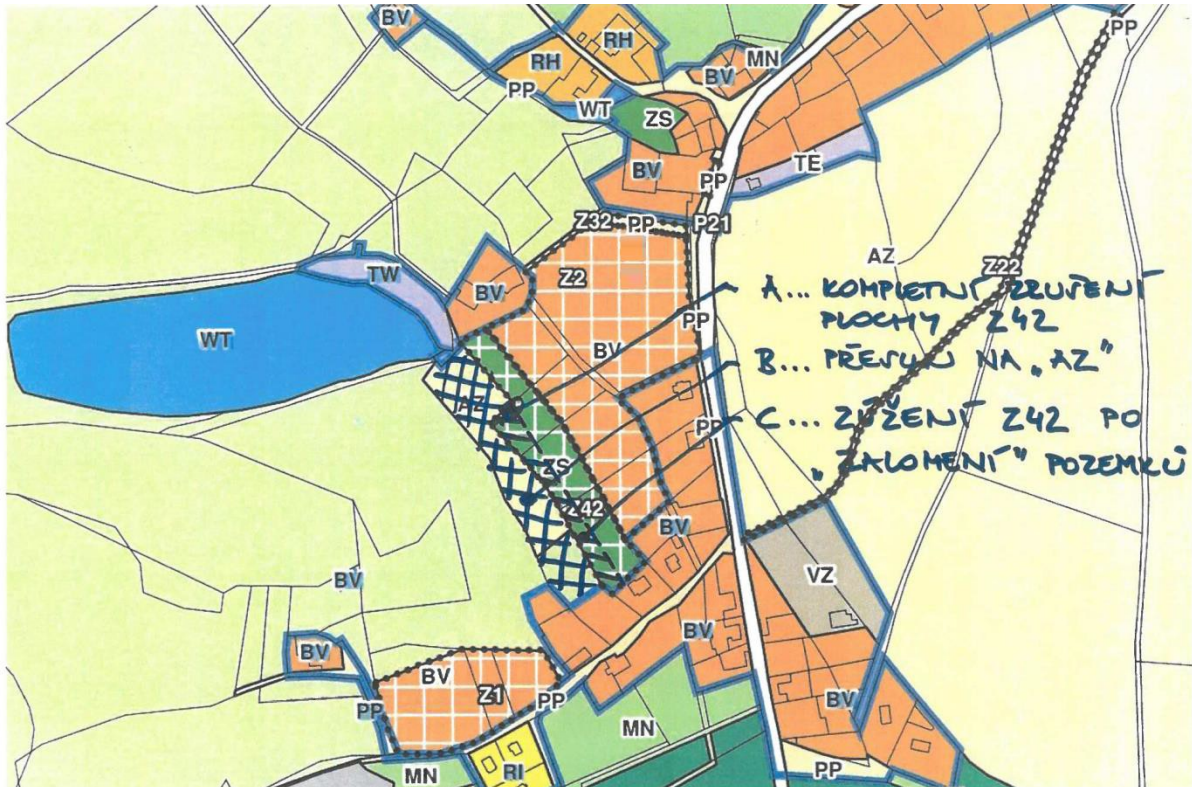 BV
RH
RH
BV
MN
PP
PP
WT
ZS
BV
PP
TE
Z32
PP
P21
AZ
Z22
TW
BV
Z2
WT
PP
BV
A... KOMPLETNÍ ZRUŠENÍ
PLOCHY Z42
B... PŘESUN NA „AZ"
C... ZÚŽENÍ Z42 PO
„ZALOMENÍ" POZEMKŮ
AZ
PP
ZS
Z42
BV
BV
VZ
BV
BV
BV
Z1
PP
PP
BV
MN
MN
RI
PP